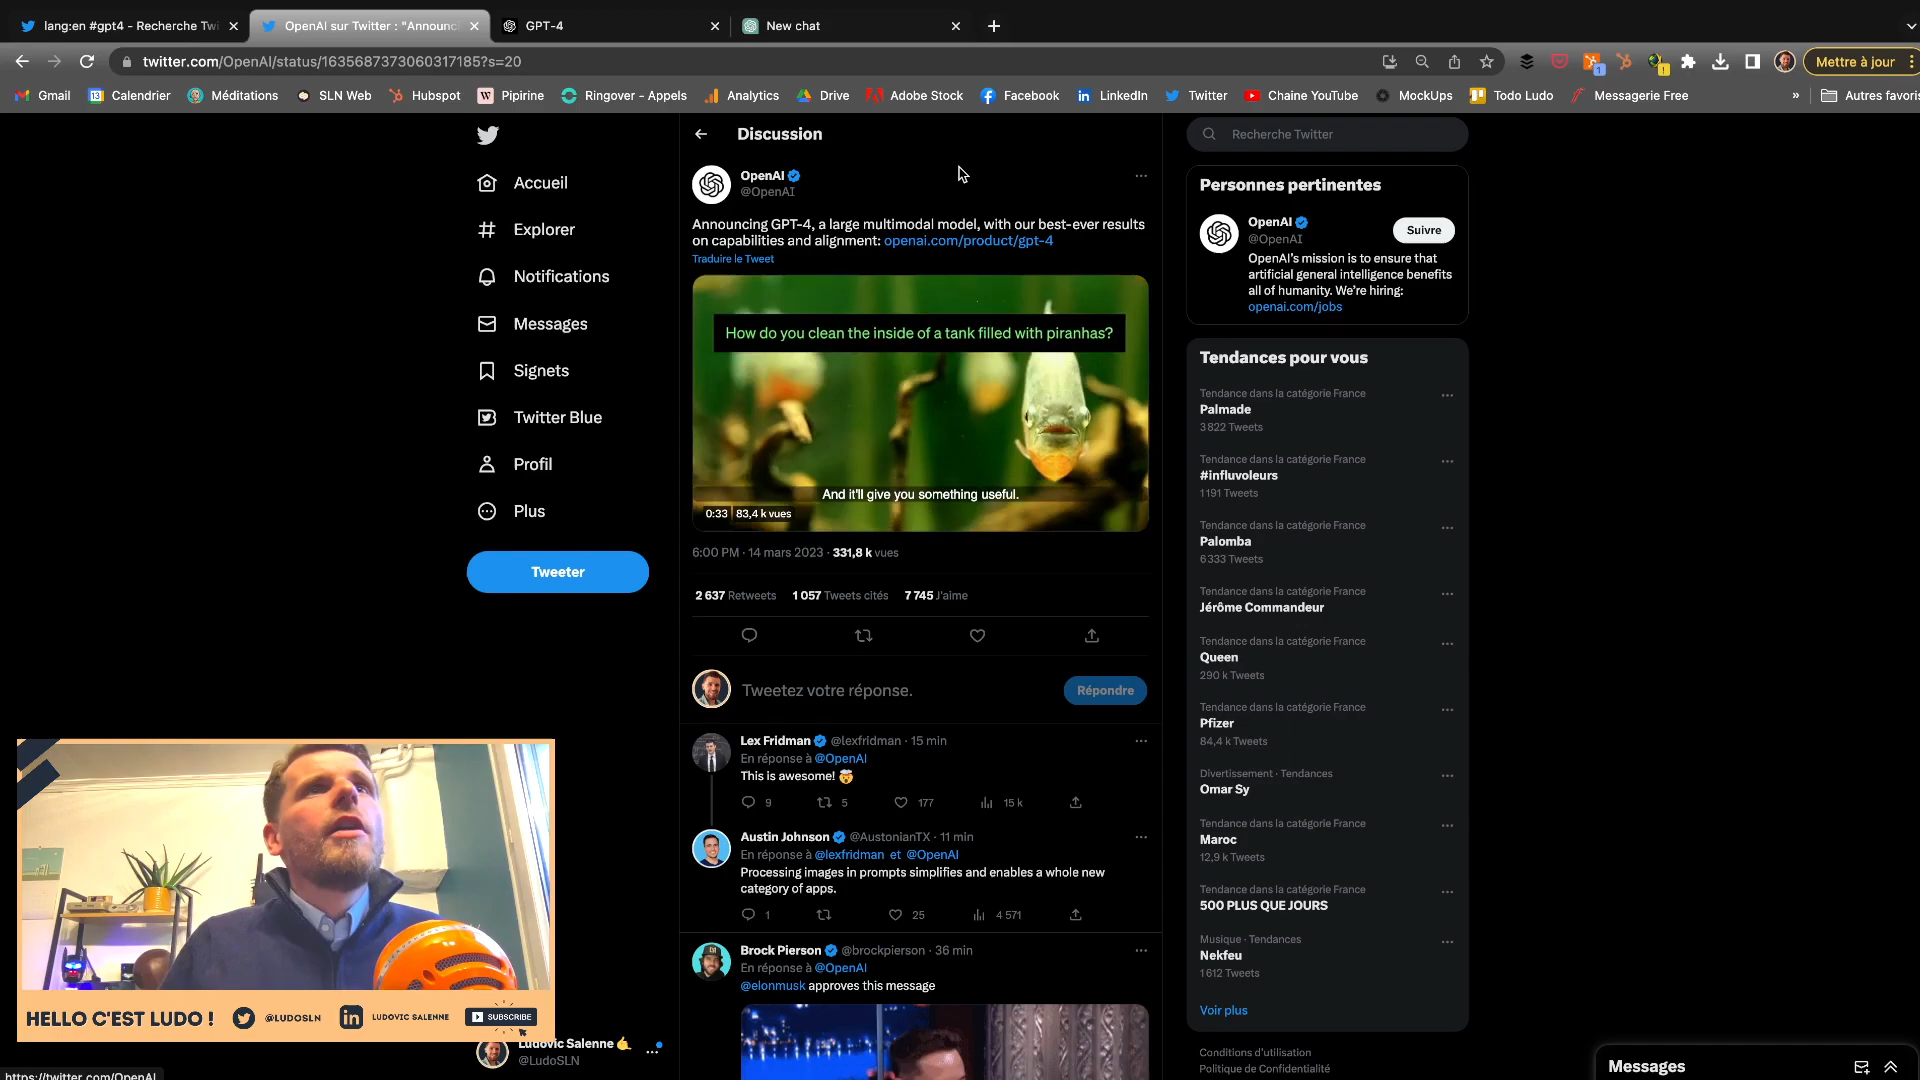 lang:en #gpt4 - Recherche Twi
OpenAI sur Twitter : "Announci
GPT-4
New chat
twitter.com/OpenAI/status/1635687373060317185?s=20
Mettre à jour
Gmail
Calendrier
Méditations
SLN Web
Hubspot
Pipirine
Ringover - Appels
Analytics
Drive
Adobe Stock
Facebook
LinkedIn
Twitter
Chaine YouTube
MockUps
Todo Ludo
Messagerie Free
»
Autres favoris
Accueil
Explorer
Notifications
Messages
Signets
Twitter Blue
Profil
Plus
Tweeter
Discussion
OpenAI
@OpenAI
Announcing GPT-4, a large multimodal model, with our best-ever results
on capabilities and alignment: openai.com/product/gpt-4
Traduire le Tweet
How do you clean the inside of a tank filled with piranhas?
And it'll give you something useful.
0:33 83,4 k vues
6:00 PM · 14 mars 2023 · 331,8 k vues
2 637 Retweets 1 057 Tweets cités 7 745 J'aime
Tweetez votre réponse.
Répondre
Lex Fridman @lexfridman · 15 min
En réponse à @OpenAI
This is awesome! 🤯
9 5 177 15 k
Austin Johnson @AustonianTX · 11 min
En réponse à @lexfridman et @OpenAI
Processing images in prompts simplifies and enables a whole new
category of apps.
1 25 4 571
Brock Pierson @brockpierson · 36 min
En réponse à @OpenAI
@elonmusk approves this message
Recherche Twitter
Personnes pertinentes
OpenAI
@OpenAI
Suivre
OpenAI's mission is to ensure that
artificial general intelligence benefits
all of humanity. We're hiring:
openai.com/jobs
Tendances pour vous
Tendance dans la catégorie France
Palmade
3 822 Tweets
Tendance dans la catégorie France
#influvoleurs
1 191 Tweets
Tendance dans la catégorie France
Palomba
6 333 Tweets
Tendance dans la catégorie France
Jérôme Commandeur
Tendance dans la catégorie France
Queen
290 k Tweets
Tendance dans la catégorie France
Pfizer
84,4 k Tweets
Divertissement · Tendances
Omar Sy
Tendance dans la catégorie France
Maroc
12,9 k Tweets
Tendance dans la catégorie France
500 PLUS QUE JOURS
Musique · Tendances
Nekfeu
1 612 Tweets
Voir plus
Conditions d'utilisation
Politique de Confidentialité
Messages
HELLO C'EST LUDO !
@LUDOSLN
LUDOVIC SALENNE
SUBSCRIBE
Ludovic Salenne
@LudoSLN
https://twitter.com/OpenAI